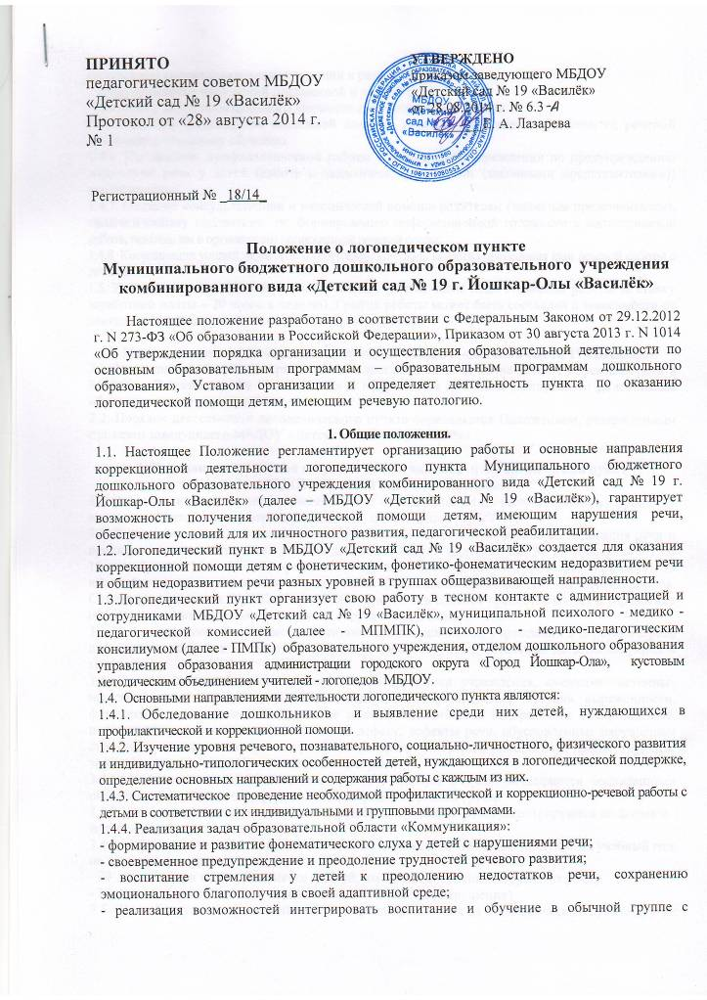 ПРИНЯТО
педагогическим советом МБДОУ
«Детский сад № 19 «Василёк»
Протокол от «28» августа 2014 г.
№ 1
УТВЕРЖДЕНО
приказом заведующего МБДОУ
«Детский сад № 19 «Василёк»
от 28.08.2014 г. № 6.3 -Л
Е. А. Лазарева
МБДОУ
«Детский
сад № 19
«Василёк»
ИНН 1215111560
Регистрационный № _18/14_
Положение о логопедическом пункте
Муниципального бюджетного дошкольного образовательного учреждения
комбинированного вида «Детский сад № 19 г. Йошкар-Олы «Василёк»
Настоящее положение разработано в соответствии с Федеральным Законом от 29.12.2012
г. N 273-ФЗ «Об образовании в Российской Федерации», Приказом от 30 августа 2013 г. N 1014
«Об утверждении порядка организации и осуществления образовательной деятельности по
основным образовательным программам – образовательным программам дошкольного
образования», Уставом организации и определяет деятельность пункта по оказанию
логопедической помощи детям, имеющим речевую патологию.
1. Общие положения.
1.1. Настоящее Положение регламентирует организацию работы и основные направления
коррекционной деятельности логопедического пункта Муниципального бюджетного
дошкольного образовательного учреждения комбинированного вида «Детский сад № 19 г.
Йошкар-Олы «Василёк» (далее – МБДОУ «Детский сад № 19 «Василёк»), гарантирует
возможность получения логопедической помощи детям, имеющим нарушения речи,
обеспечение условий для их личностного развития, педагогической реабилитации.
1.2. Логопедический пункт в МБДОУ «Детский сад № 19 «Василёк» создается для оказания
коррекционной помощи детям с фонетическим, фонетико-фонематическим недоразвитием речи
и общим недоразвитием речи разных уровней в группах общеразвивающей направленности.
1.3.Логопедический пункт организует свою работу в тесном контакте с администрацией и
сотрудниками МБДОУ «Детский сад № 19 «Василёк», муниципальной психолого - медико -
педагогической комиссией (далее - МПМПК), психолого - медико-педагогическим
консилиумом (далее - ПМПк) образовательного учреждения, отделом дошкольного образования
управления образования администрации городского округа «Город Йошкар-Ола», кустовым
методическим объединением учителей - логопедов МБДОУ.
1.4. Основными направлениями деятельности логопедического пункта являются:
1.4.1. Обследование дошкольников и выявление среди них детей, нуждающихся в
профилактической и коррекционной помощи.
1.4.2. Изучение уровня речевого, познавательного, социально-личностного, физического развития
и индивидуально-типологических особенностей детей, нуждающихся в логопедической поддержке,
определение основных направлений и содержания работы с каждым из них.
1.4.3. Систематическое проведение необходимой профилактической и коррекционно-речевой работы с
детьми в соответствии с их индивидуальными и групповыми программами.
1.4.4. Реализация задач образовательной области «Коммуникация»:
- формирование и развитие фонематического слуха у детей с нарушениями речи;
- своевременное предупреждение и преодоление трудностей речевого развития;
- воспитание стремления у детей к преодолению недостатков речи, сохранению
эмоционального благополучия в своей адаптивной среде;
- реализация возможностей интегрировать воспитание и обучение в обычной группе с